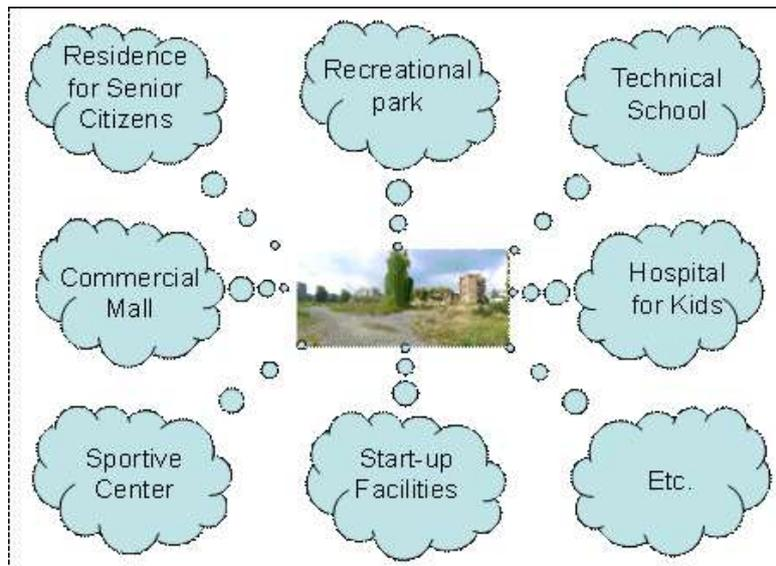 Residence
for Senior
Citizens
Recreational
park
Technical
School
Commercial
Mall
Hospital
for Kids
Sportive
Center
Start-up
Facilities
Etc.